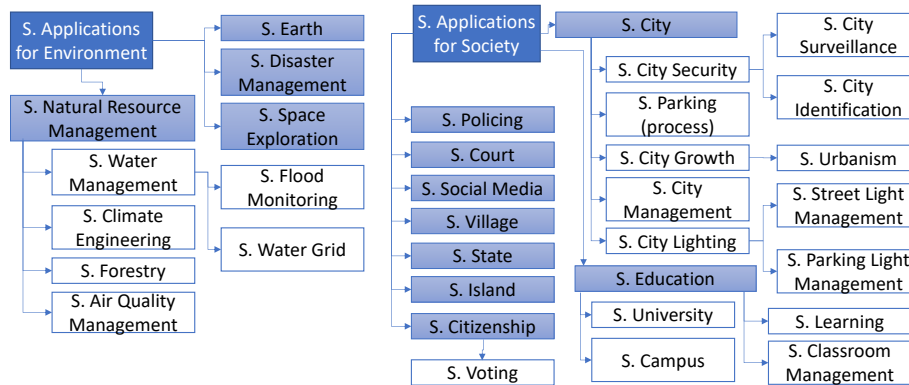 S. Applications
for Environment
S. Earth
S. Disaster
Management
S. Space
Exploration
S. Natural Resource
Management
S. Water
Management
S. Flood
Monitoring
S. Water Grid
S. Climate
Engineering
S. Forestry
S. Air Quality
Management
S. Applications
for Society
S. Policing
S. Court
S. Social Media
S. Village
S. State
S. Island
S. Citizenship
S. Voting
S. City
S. City Security
S. City
Surveillance
S. City
Identification
S. Parking
(process)
S. City Growth
S. Urbanism
S. City
Management
S. City Lighting
S. Street Light
Management
S. Parking Light
Management
S. Education
S. University
S. Campus
S. Learning
S. Classroom
Management